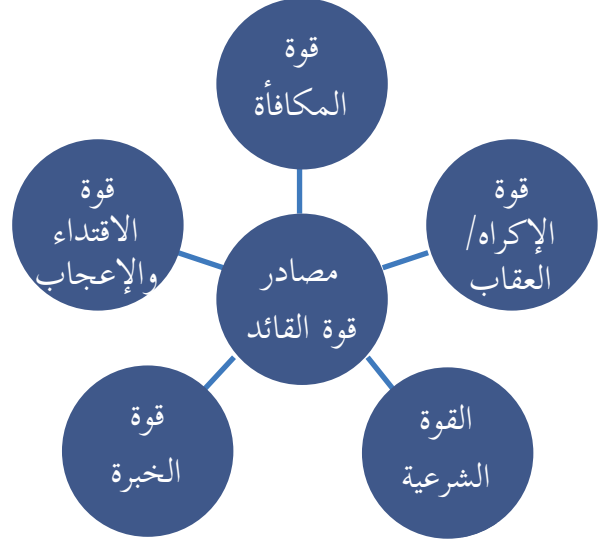 قوة
المكافأة
قوة
الإكراه/
العقاب
قوة
الاقتداء
والإعجاب
مصادر
قوة القائد
القوة
الشرعية
قوة
الخبرة